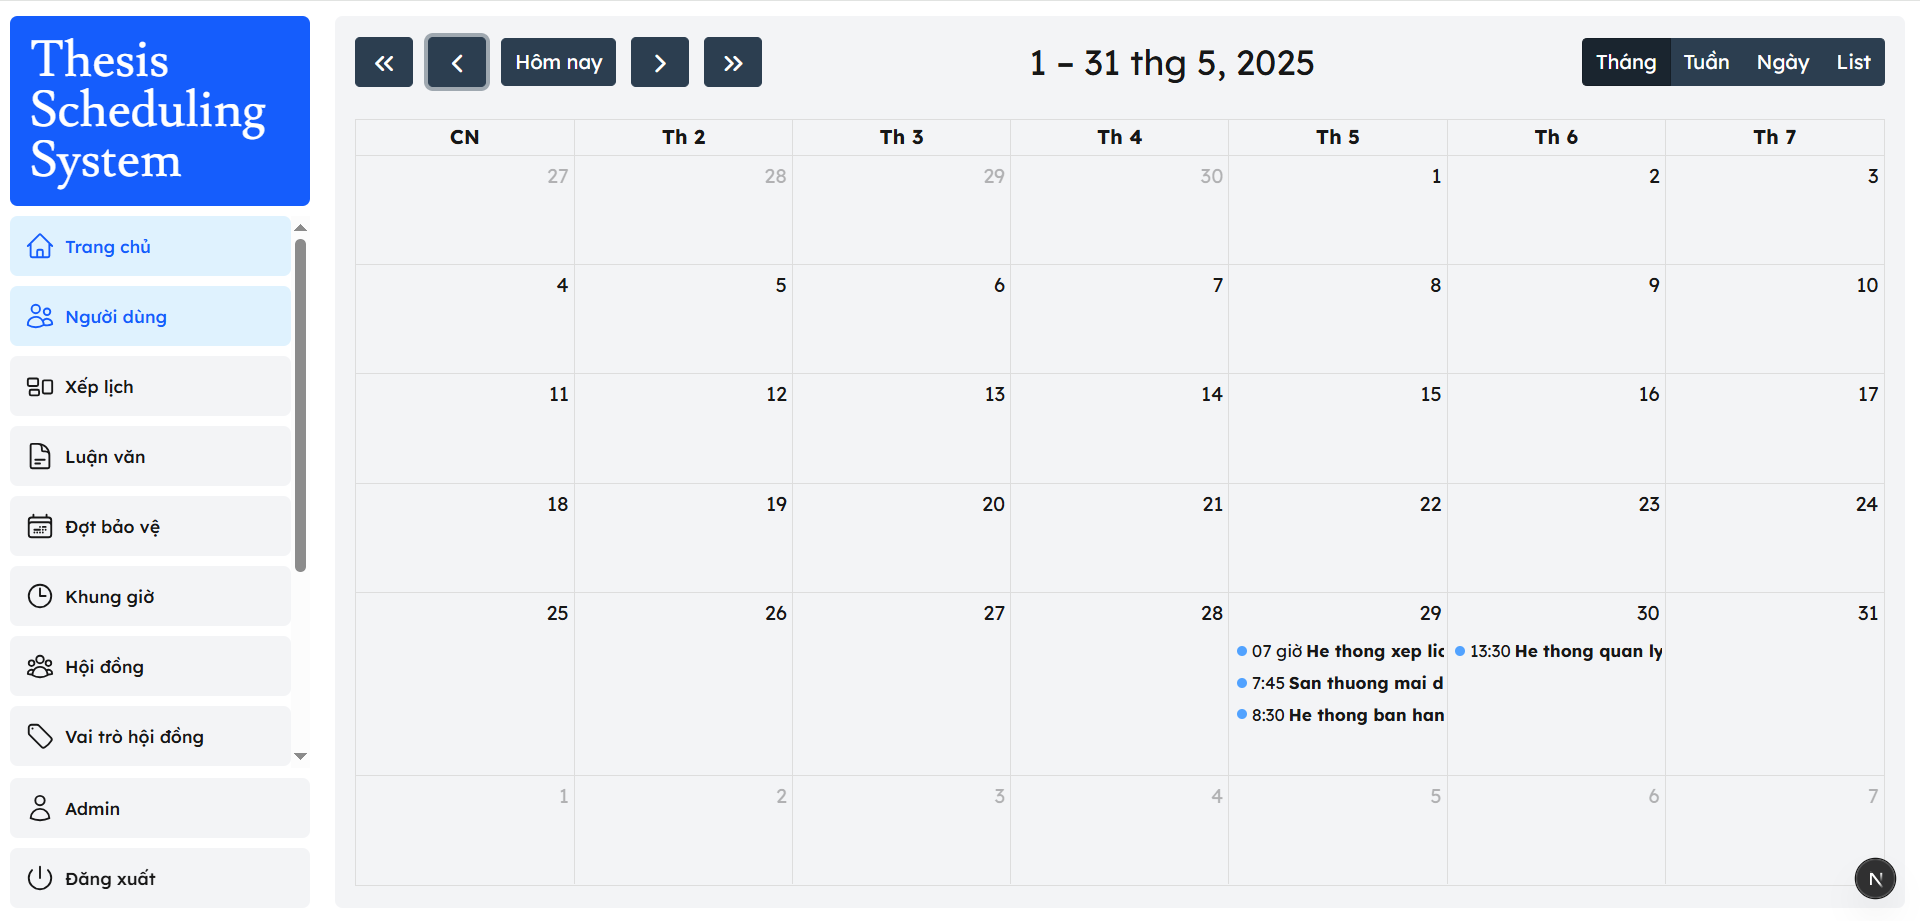 Thesis
Scheduling
System
Trang chủ
Người dùng
Xếp lịch
Luận văn
Đợt bảo vệ
Khung giờ
Hội đồng
Vai trò hội đồng
Admin
Đăng xuất
Hôm nay
1 – 31 thg 5, 2025
Tháng Tuần Ngày List
CN Th 2 Th 3 Th 4 Th 5 Th 6 Th 7
27 28 29 30 1 2 3
4 5 6 7 8 9 10
11 12 13 14 15 16 17
18 19 20 21 22 23 24
25 26 27 28 29 30 31
07 giờ He thong xep lic
13:30 He thong quan ly
7:45 San thuong mai d
8:30 He thong ban han
1 2 3 4 5 6 7
N